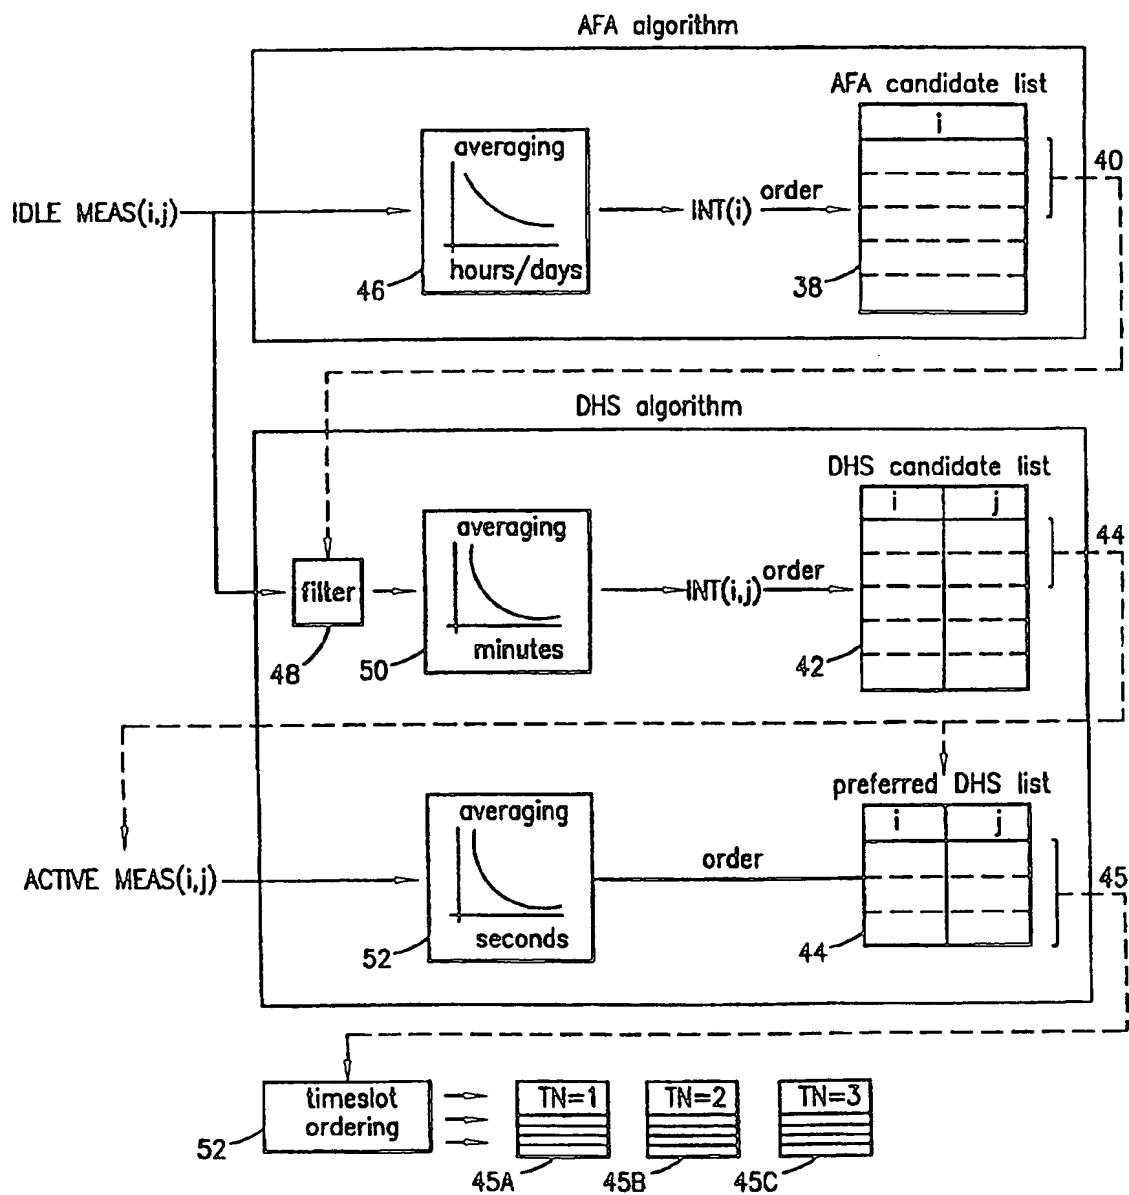 AFA algorithm
AFA candidate list
i
averaging
40
IDLE MEAS(i,j)
INT(i)
order
hours/days
46
38
DHS algorithm
DHS candidate list
i j
averaging
44
filter
INT(i,j)
order
minutes
48
50
42
preferred DHS list
averaging
i j
order
ACTIVE MEAS(i,j)
45
seconds
52
44
timeslot
ordering
TN=1
TN=2
TN=3
52
45A
45B
45C